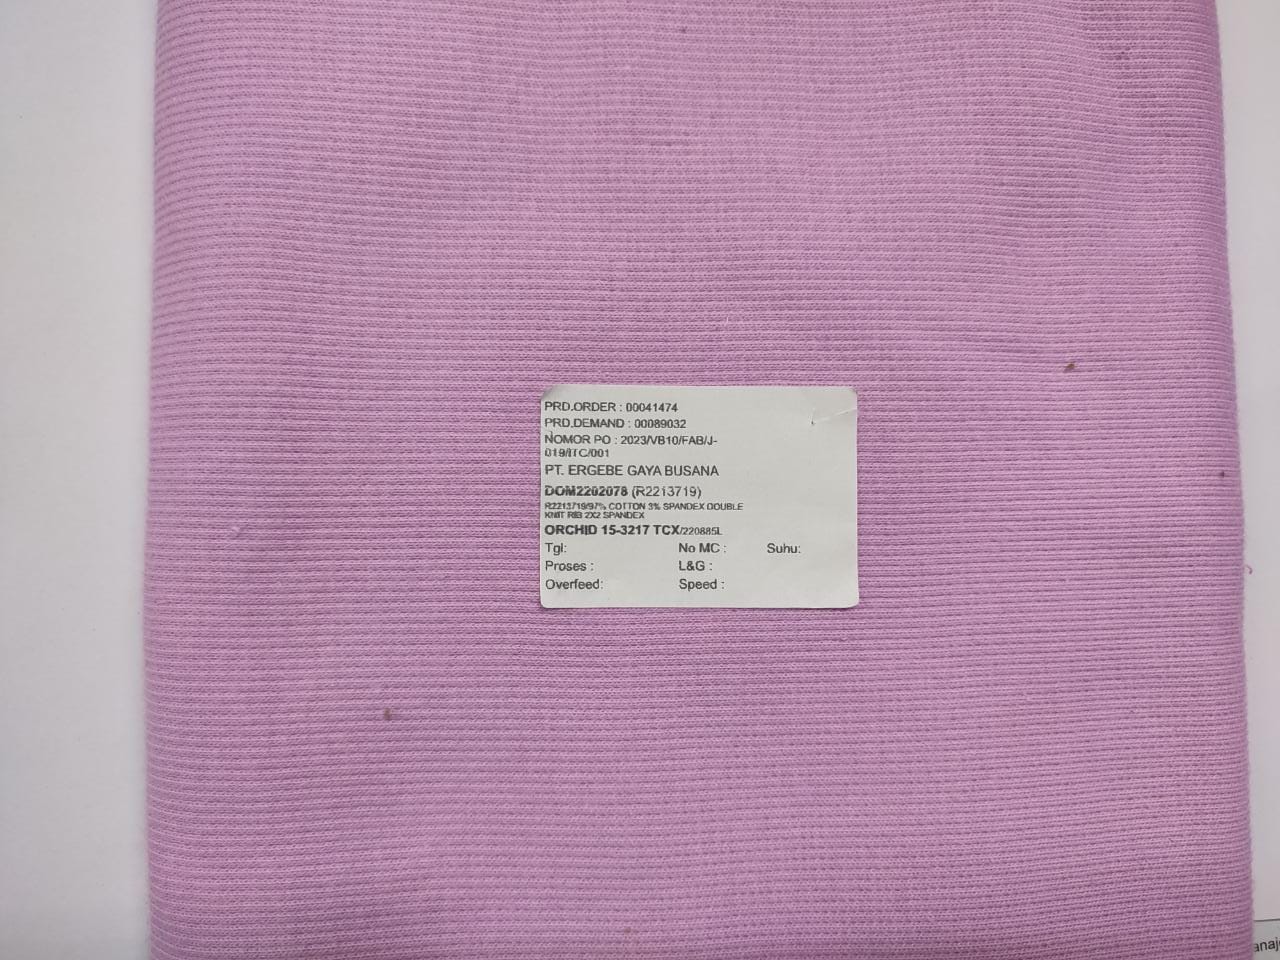 PRD.ORDER : 00041474
PRD.DEMAND : 00089032
NOMOR PO : 2023/VB10/FAB/J-
019/ITC/001
PT. ERGEBE GAYA BUSANA
DOM2202078 (R2213719)
R2213719/97% COTTON 3% SPANDEX DOUBLE
KNIT RIB 2X2 SPANDEX
ORCHID 15-3217 TCX/220885L
Tgl: No MC : Suhu:
Proses : L&G :
Overfeed: Speed :